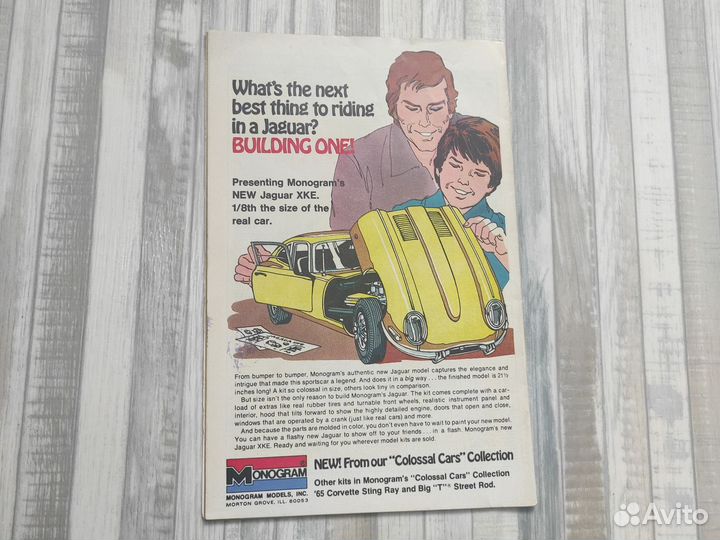 What's the next
best thing to riding
in a Jaguar?
BUILDING ONE!
Presenting Monogram's
NEW Jaguar XKE.
1/8th the size of the
real car.
From bumper to bumper, Monogram's authentic new Jaguar model captures the elegance and
intrigue that made this sportscar a legend. And does it in a big way . . . the finished model is 21½
inches long! A kit so colossal in size, others look tiny in comparison.
But size isn't the only reason to build Monogram's Jaguar. The kit comes complete with a car-
load of extras like real rubber tires and turnable front wheels, realistic instrument panel and
interior, hood that tilts forward to show the highly detailed engine, doors that open and close,
windows that are operated by a crank (just like real cars) and more.
And because the parts are molded in color, you don't even have to wait to paint your new model.
You can have a flashy new Jaguar to show off to your friends . . . in a flash. Monogram's new
Jaguar XKE. Ready and waiting for you wherever model kits are sold.
MONOGRAM
MONOGRAM MODELS, INC.
MORTON GROVE, ILL. 60053
NEW! From our "Colossal Cars" Collection
Other kits in Monogram's "Colossal Cars" Collection
'65 Corvette Sting Ray and Big "T"® Street Rod.
Avito